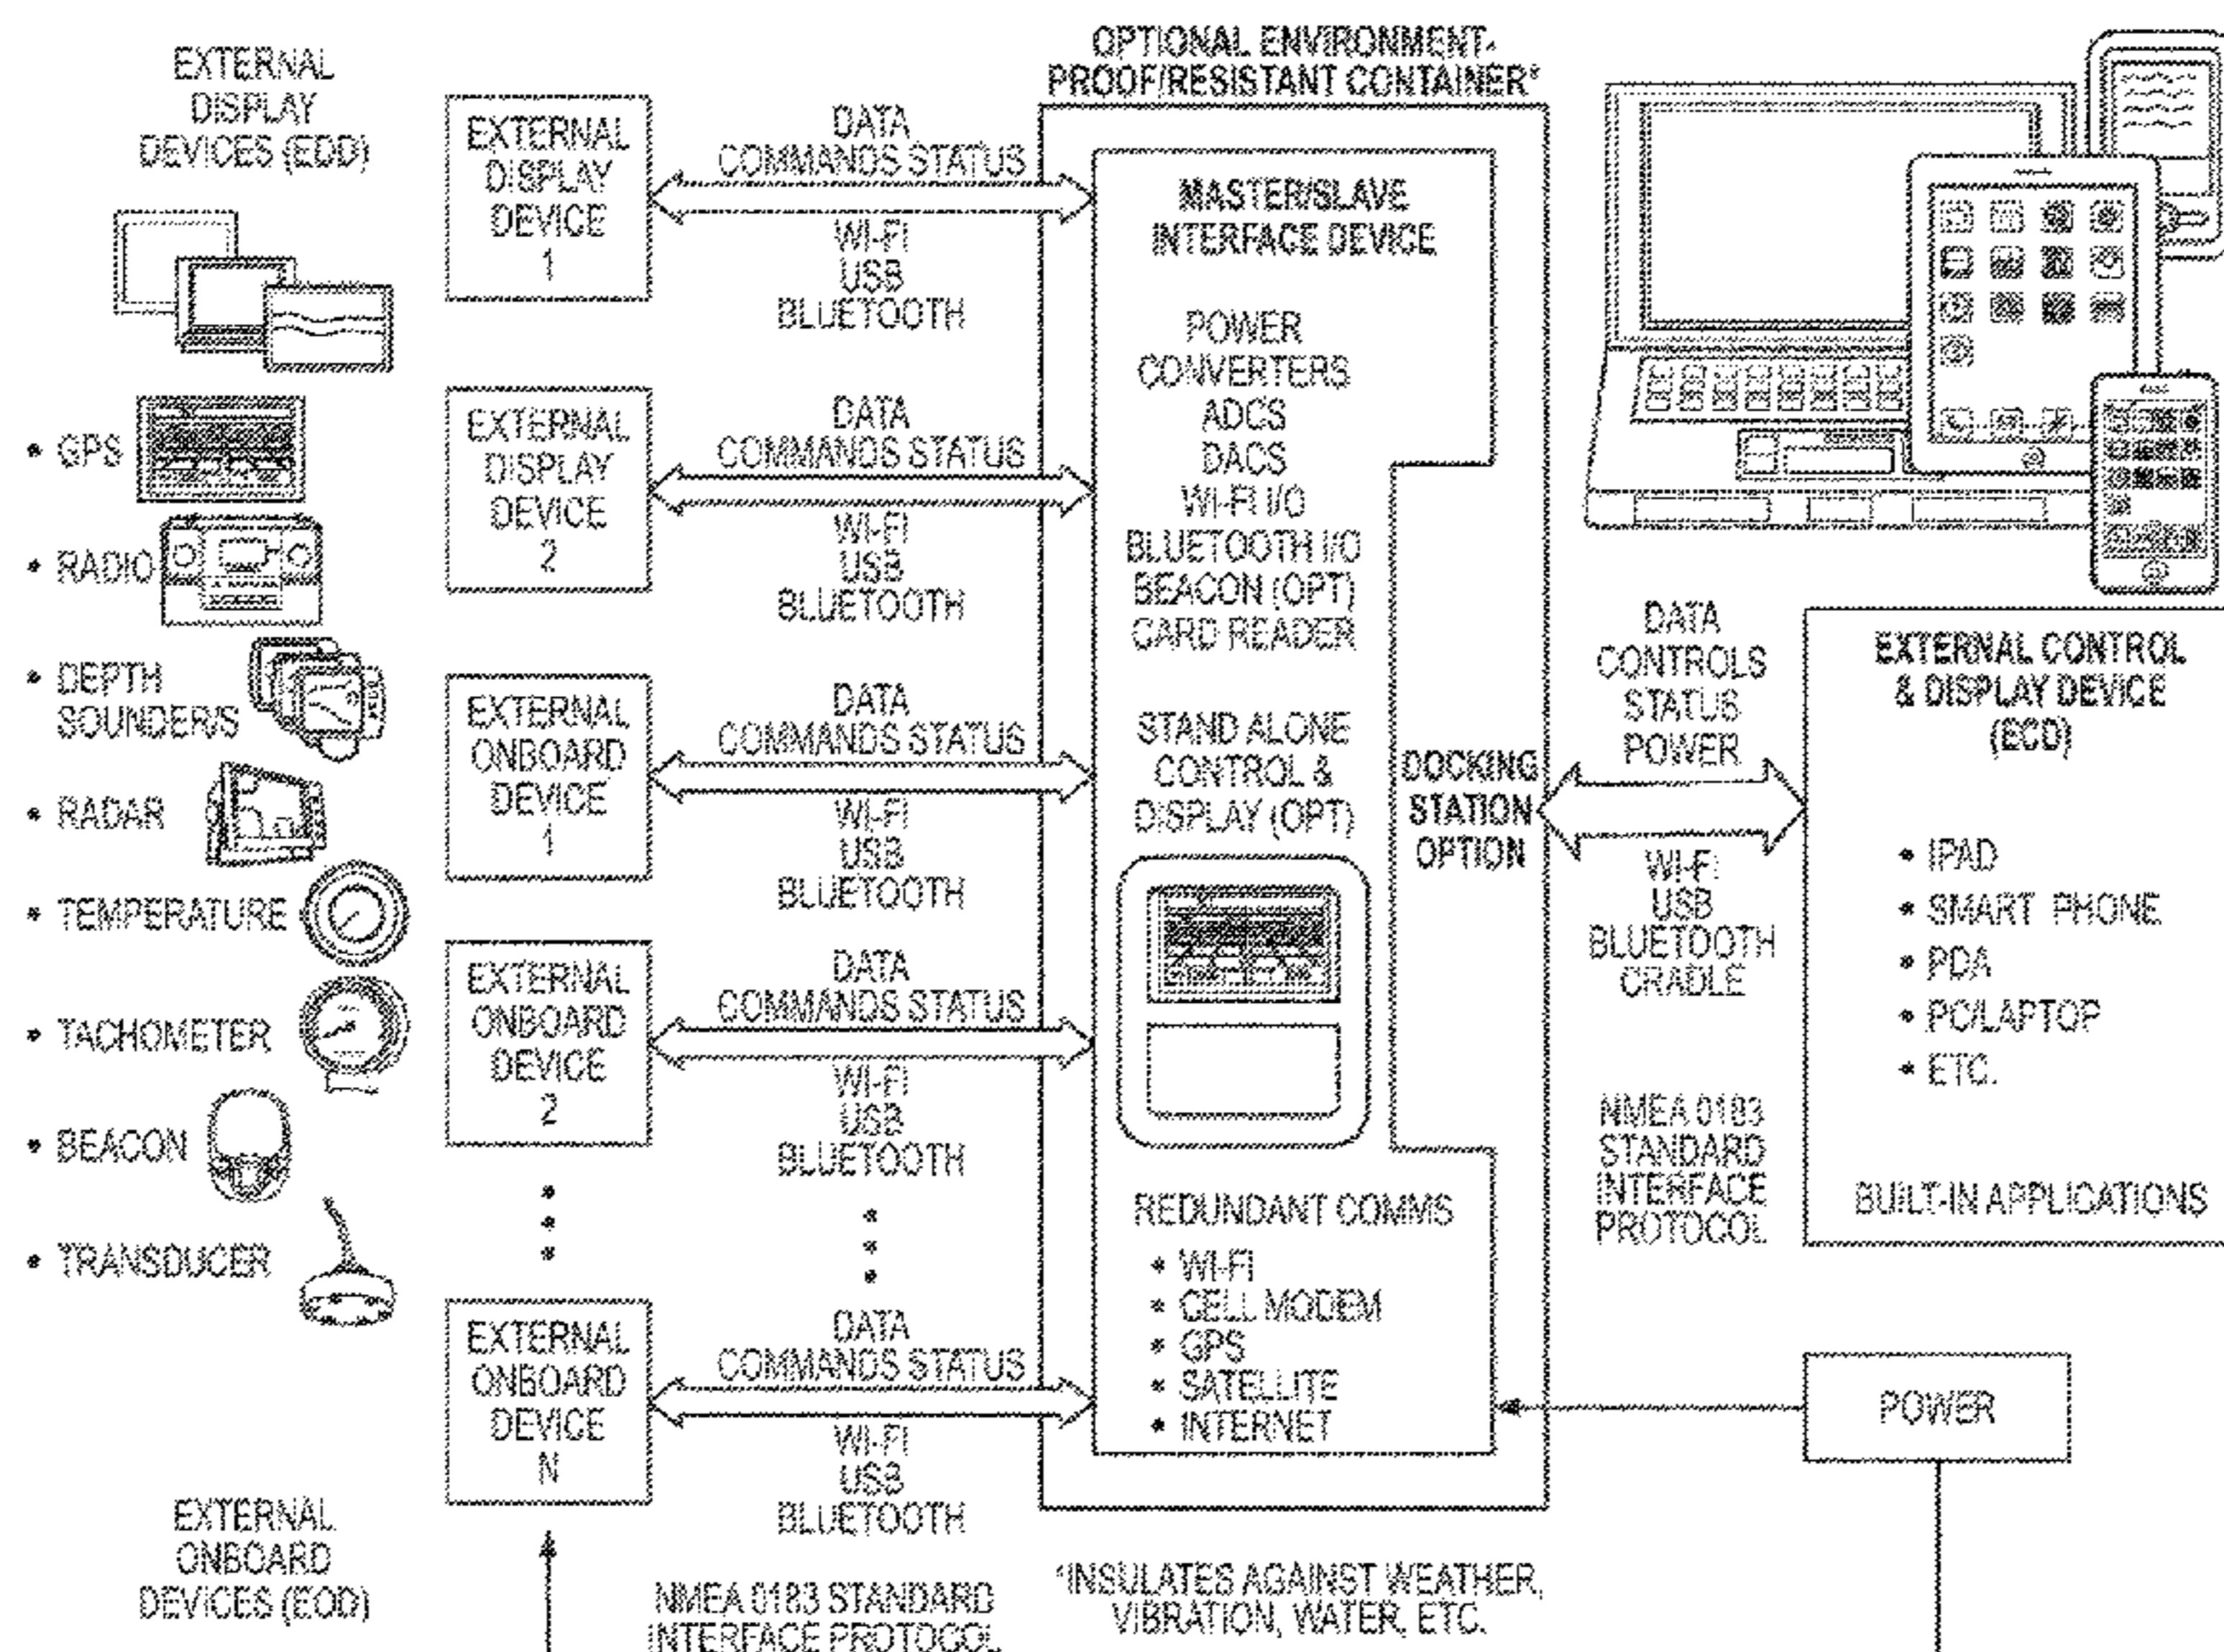 EXTERNAL
DISPLAY
DEVICES (EDD)
• GPS
• RADIO
• DEPTH
SOUNDER/S
• RADAR
• TEMPERATURE
• TACHOMETER
• BEACON
• TRANSDUCER
EXTERNAL
ONBOARD
DEVICES (EOD)
EXTERNAL
DISPLAY
DEVICE
1
EXTERNAL
DISPLAY
DEVICE
2
EXTERNAL
ONBOARD
DEVICE
1
EXTERNAL
ONBOARD
DEVICE
2
EXTERNAL
ONBOARD
DEVICE
N
DATA
COMMANDS STATUS
WI-FI
USB
BLUETOOTH
DATA
COMMANDS STATUS
WI-FI
USB
BLUETOOTH
DATA
COMMANDS STATUS
WI-FI
USB
BLUETOOTH
DATA
COMMANDS STATUS
WI-FI
USB
BLUETOOTH
DATA
COMMANDS STATUS
WI-FI
USB
BLUETOOTH
NMEA 0183 STANDARD
INTERFACE PROTOCOL
OPTIONAL ENVIRONMENT-
PROOF/RESISTANT CONTAINER*
MASTER/SLAVE
INTERFACE DEVICE
POWER
CONVERTERS
ADCS
DACS
WI-FI I/O
BLUETOOTH I/O
BEACON (OPT)
CARD READER
STAND ALONE
CONTROL &
DISPLAY (OPT)
REDUNDANT COMMS
• WI-FI
• CELL MODEM
• GPS
• SATELLITE
• INTERNET
DOCKING
STATION
OPTION
*INSULATES AGAINST WEATHER,
VIBRATION, WATER, ETC.
DATA
CONTROLS
STATUS
POWER
WI-FI
USB
BLUETOOTH
CRADLE
NMEA 0183
STANDARD
INTERFACE
PROTOCOL
EXTERNAL CONTROL
& DISPLAY DEVICE
(ECD)
• IPAD
• SMART PHONE
• PDA
• PC/LAPTOP
• ETC.
BUILT-IN APPLICATIONS
POWER